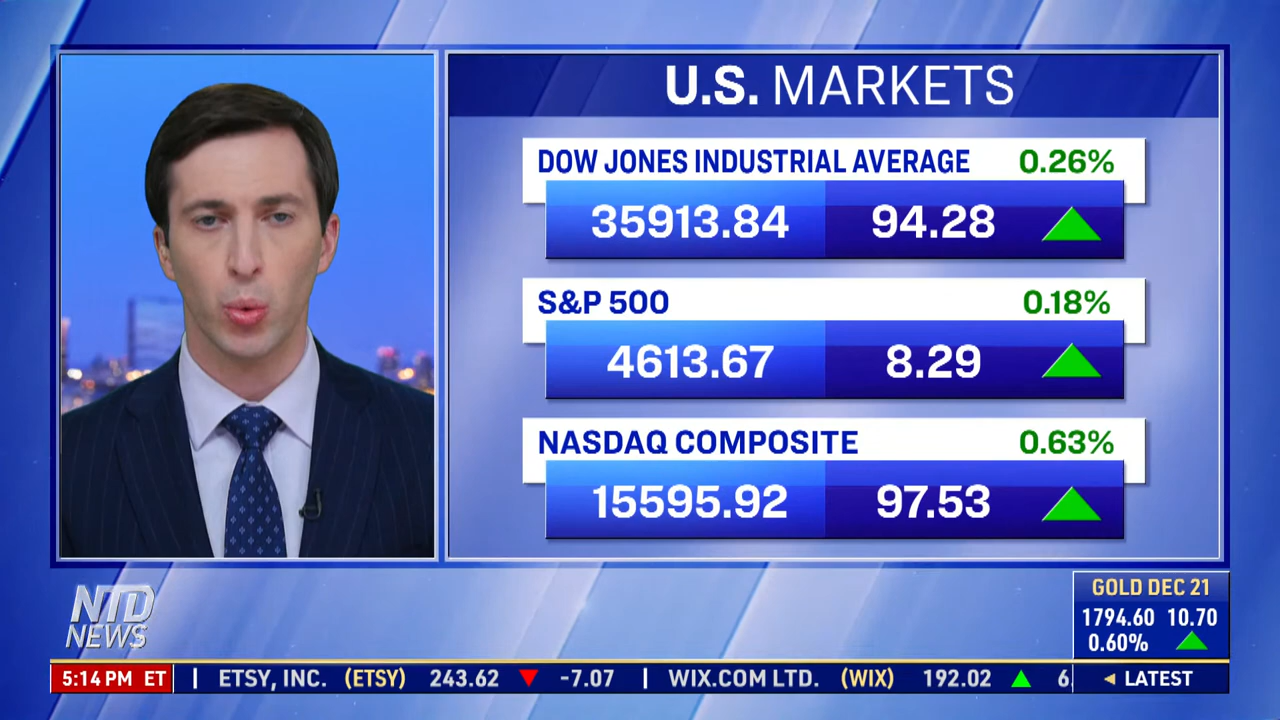 U.S. MARKETS
DOW JONES INDUSTRIAL AVERAGE 0.26%
35913.84 94.28
S&P 500 0.18%
4613.67 8.29
NASDAQ COMPOSITE 0.63%
15595.92 97.53
NTD
NEWS
GOLD DEC 21
1794.60 10.70
0.60%
5:14 PM ET | ETSY, INC. (ETSY) 243.62 -7.07 | WIX.COM LTD. (WIX) 192.02 6. LATEST